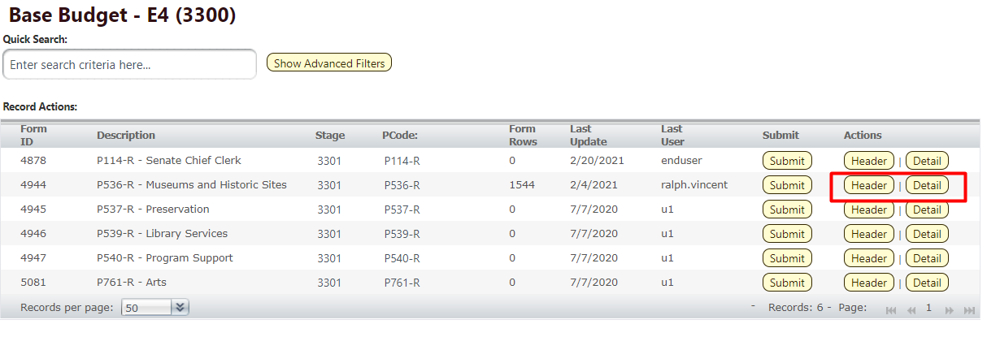 Base Budget - E4 (3300)
Quick Search:
Enter search criteria here...
Show Advanced Filters
Record Actions:
Form ID Description Stage PCode: Form Rows Last Update Last User Submit Actions
4878 P114-R - Senate Chief Clerk 3301 P114-R 0 2/20/2021 enduser Submit Header | Detail
4944 P536-R - Museums and Historic Sites 3301 P536-R 1544 2/4/2021 ralph.vincent Submit Header | Detail
4945 P537-R - Preservation 3301 P537-R 0 7/7/2020 u1 Submit Header | Detail
4946 P539-R - Library Services 3301 P539-R 0 7/7/2020 u1 Submit Header | Detail
4947 P540-R - Program Support 3301 P540-R 0 7/7/2020 u1 Submit Header | Detail
5081 P761-R - Arts 3301 P761-R 0 7/7/2020 u1 Submit Header | Detail
Records per page: 50 - Records: 6 - Page: 1